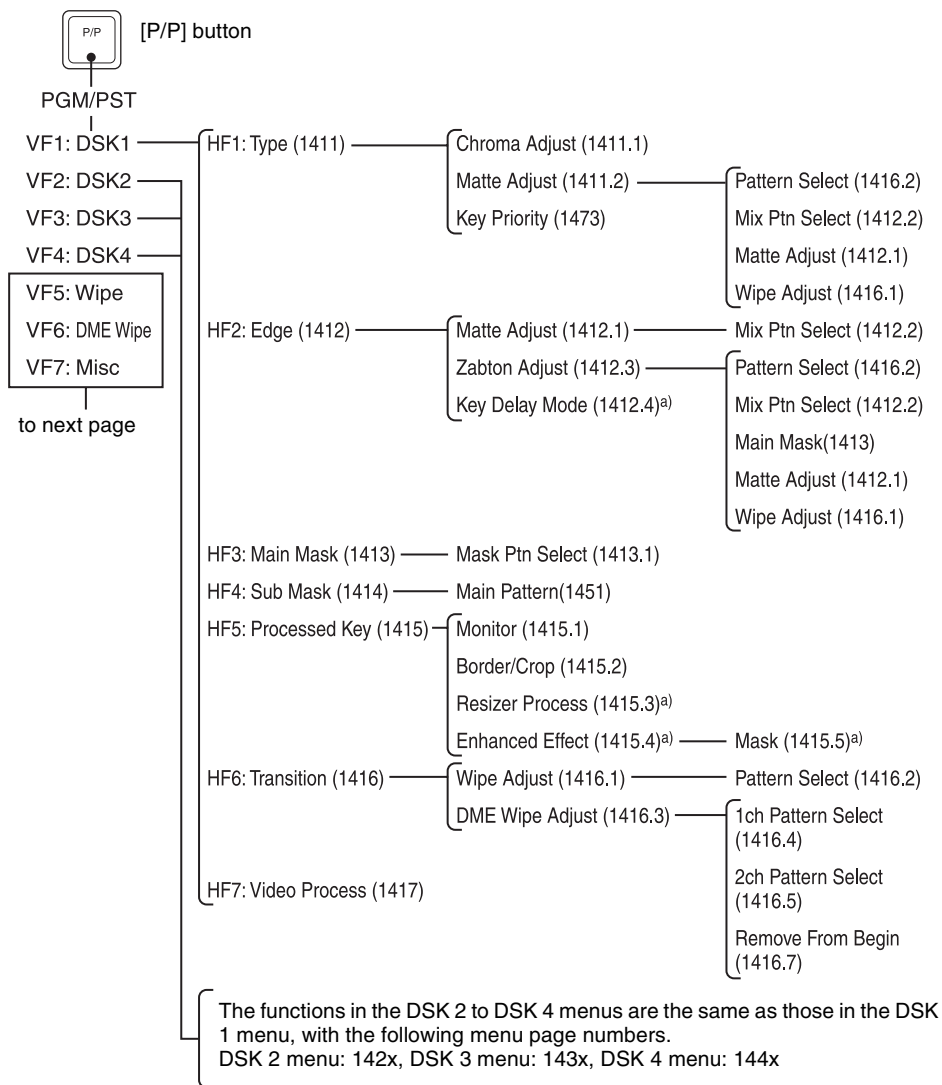 P/P
[P/P] button
PGM/PST
VF1: DSK1
VF2: DSK2
VF3: DSK3
VF4: DSK4
VF5: Wipe
VF6: DME Wipe
VF7: Misc
to next page
HF1: Type (1411)
Chroma Adjust (1411.1)
Matte Adjust (1411.2)
Key Priority (1473)
Pattern Select (1416.2)
Mix Ptn Select (1412.2)
Matte Adjust (1412.1)
Wipe Adjust (1416.1)
HF2: Edge (1412)
Matte Adjust (1412.1)
Mix Ptn Select (1412.2)
Zabton Adjust (1412.3)
Key Delay Mode (1412.4)a)
Pattern Select (1416.2)
Mix Ptn Select (1412.2)
Main Mask(1413)
Matte Adjust (1412.1)
Wipe Adjust (1416.1)
HF3: Main Mask (1413)
Mask Ptn Select (1413.1)
HF4: Sub Mask (1414)
Main Pattern(1451)
HF5: Processed Key (1415)
Monitor (1415.1)
Border/Crop (1415.2)
Resizer Process (1415.3)a)
Enhanced Effect (1415.4)a)
Mask (1415.5)a)
HF6: Transition (1416)
Wipe Adjust (1416.1)
Pattern Select (1416.2)
DME Wipe Adjust (1416.3)
1ch Pattern Select
(1416.4)
2ch Pattern Select
(1416.5)
Remove From Begin
(1416.7)
HF7: Video Process (1417)
The functions in the DSK 2 to DSK 4 menus are the same as those in the DSK
1 menu, with the following menu page numbers.
DSK 2 menu: 142x, DSK 3 menu: 143x, DSK 4 menu: 144x